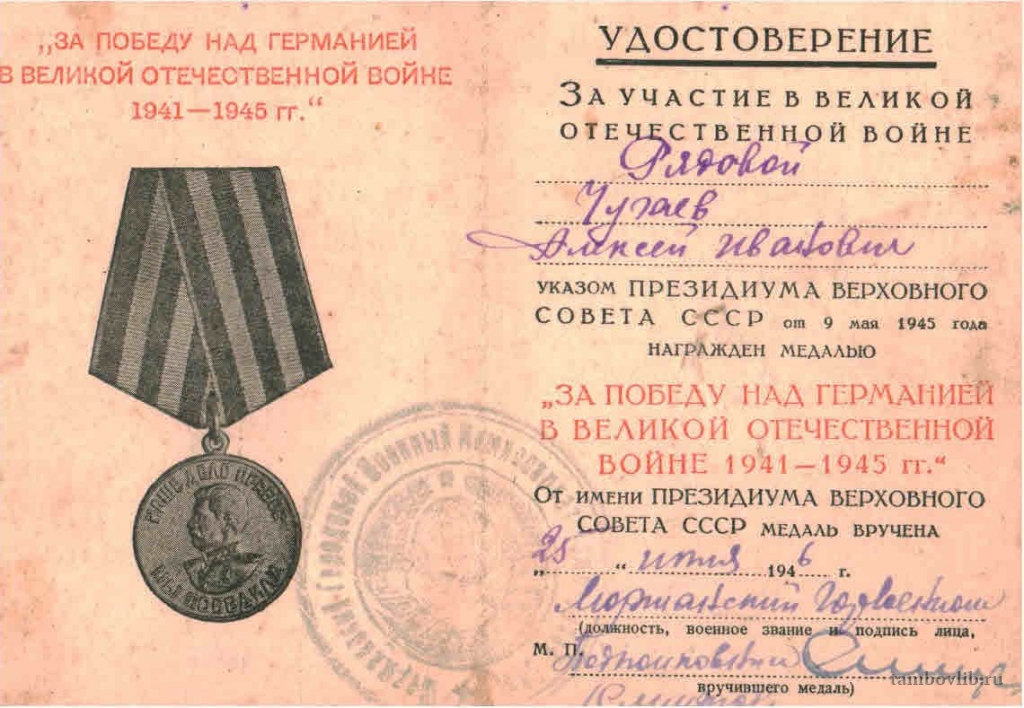 „ЗА ПОБЕДУ НАД ГЕРМАНИЕЙ
В ВЕЛИКОЙ ОТЕЧЕСТВЕННОЙ ВОЙНЕ
1941—1945 гг.“
НАШЕ ДЕЛО ПРАВОЕ
МЫ ПОБЕДИЛИ
УДОСТОВЕРЕНИЕ
ЗА УЧАСТИЕ В ВЕЛИКОЙ
ОТЕЧЕСТВЕННОЙ ВОЙНЕ
Рядовой
Чугаев
Алексей Иванович
УКАЗОМ ПРЕЗИДИУМА ВЕРХОВНОГО
СОВЕТА СССР от 9 мая 1945 года
НАГРАЖДЕН МЕДАЛЬЮ
„ЗА ПОБЕДУ НАД ГЕРМАНИЕЙ
В ВЕЛИКОЙ ОТЕЧЕСТВЕННОЙ
ВОЙНЕ 1941—1945 гг.“
ОТ ИМЕНИ ПРЕЗИДИУМА ВЕРХОВНОГО
СОВЕТА СССР МЕДАЛЬ ВРУЧЕНА
„25“ июня 1946 г.
Моршанский Горвоенком
(должность, военное звание и подпись лица,
М. П. Подполковник
вручившего медаль)
Городской Военный
tambovlib.ru